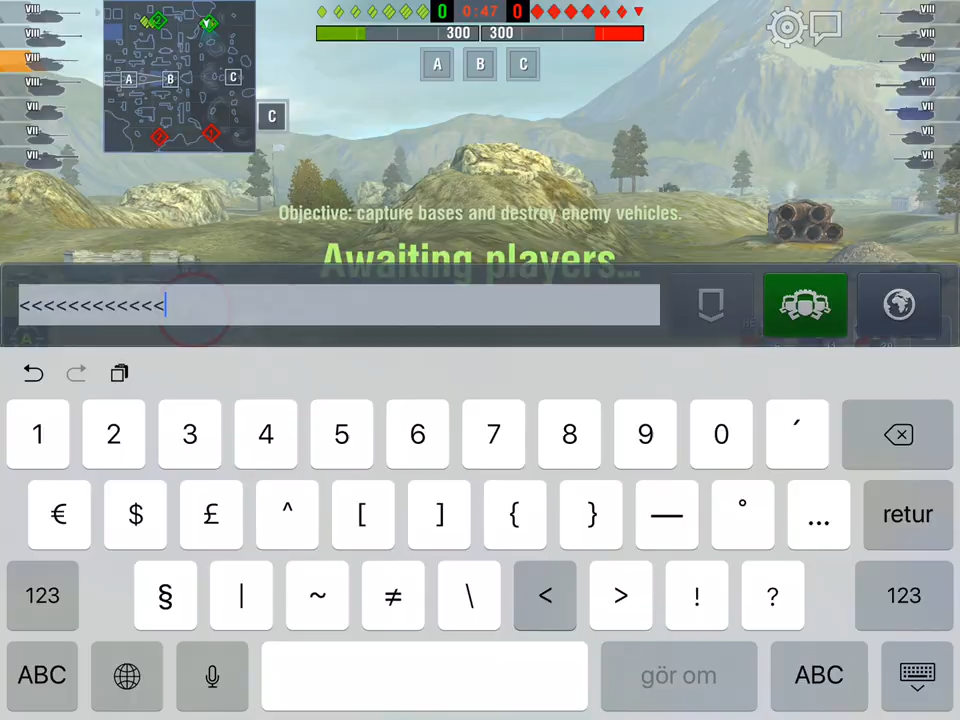 VIII 0 0:47 0 VIII
VIII 300 300 VIII
VIII A B C VIII
VIII A B C VIII
VII C VII
VII 2 1 VII
VII VII
Objective: capture bases and destroy enemy vehicles.
Awaiting players...
<<<<<<<<<<<<
1 2 3 4 5 6 7 8 9 0 ´
€ $ £ ^ [ ] { } — ° ... retur
123 § | ~ ≠ \ < > ! ? 123
ABC gör om ABC